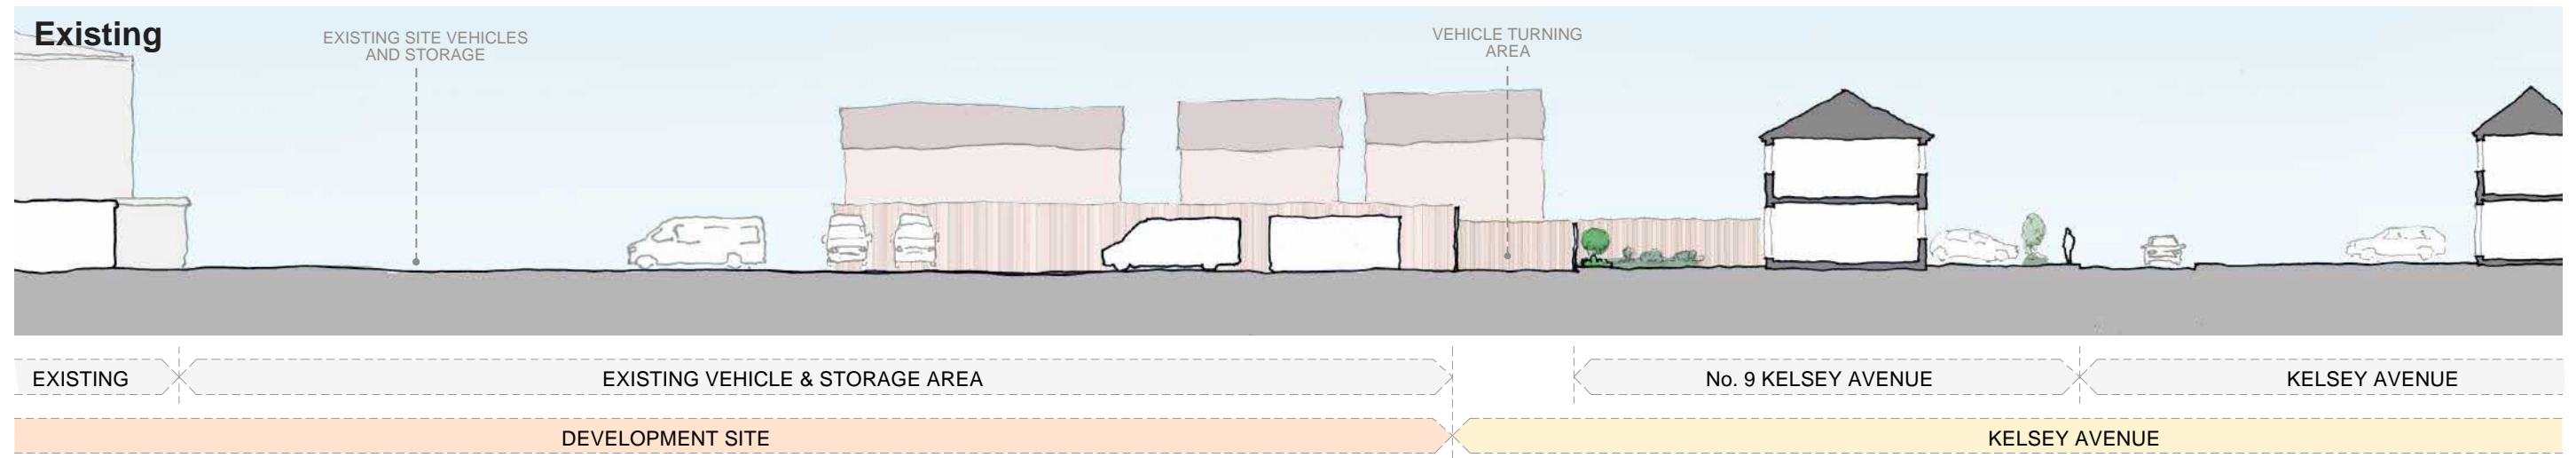 Existing
EXISTING SITE VEHICLES
AND STORAGE
VEHICLE TURNING
AREA
EXISTING
EXISTING VEHICLE & STORAGE AREA
No. 9 KELSEY AVENUE
KELSEY AVENUE
DEVELOPMENT SITE
KELSEY AVENUE